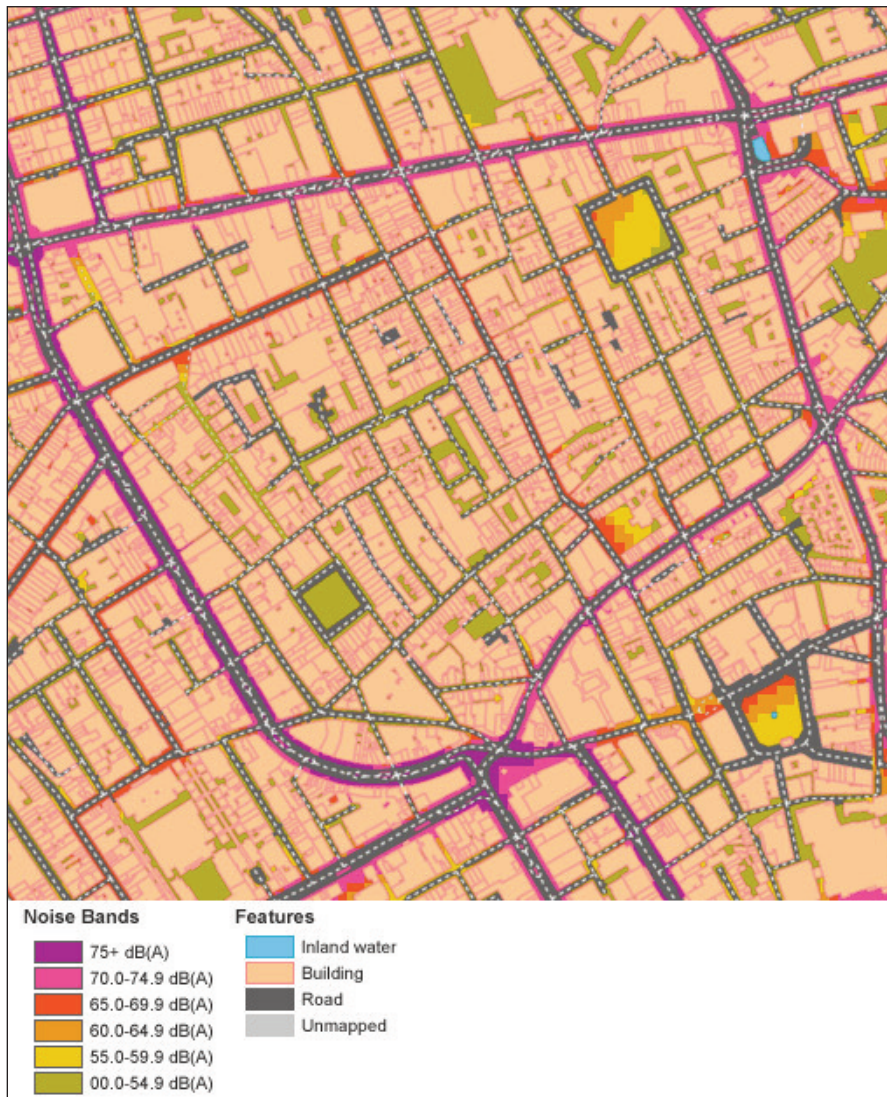 Noise Bands
75+ dB(A)
70.0-74.9 dB(A)
65.0-69.9 dB(A)
60.0-64.9 dB(A)
55.0-59.9 dB(A)
00.0-54.9 dB(A)
Features
Inland water
Building
Road
Unmapped